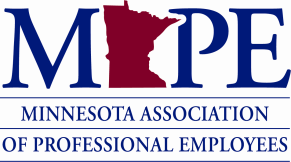 M PE
MINNESOTA ASSOCIATION
OF PROFESSIONAL EMPLOYEES